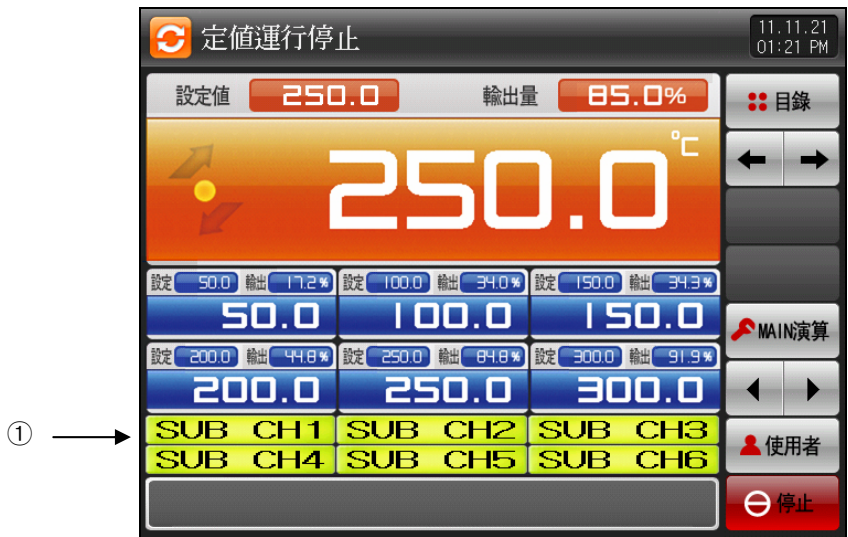 定値運行停止
11.11.21
01:21 PM
設定値 250.0 輸出量 85.0%
目錄
250.0 ℃
設定 50.0 輸出 17.2% 設定 100.0 輸出 34.0% 設定 150.0 輸出 34.3%
50.0 100.0 150.0
MAIN演算
設定 200.0 輸出 44.8% 設定 250.0 輸出 84.8% 設定 300.0 輸出 91.9%
200.0 250.0 300.0
① SUB CH1 SUB CH2 SUB CH3
使用者
SUB CH4 SUB CH5 SUB CH6
停止